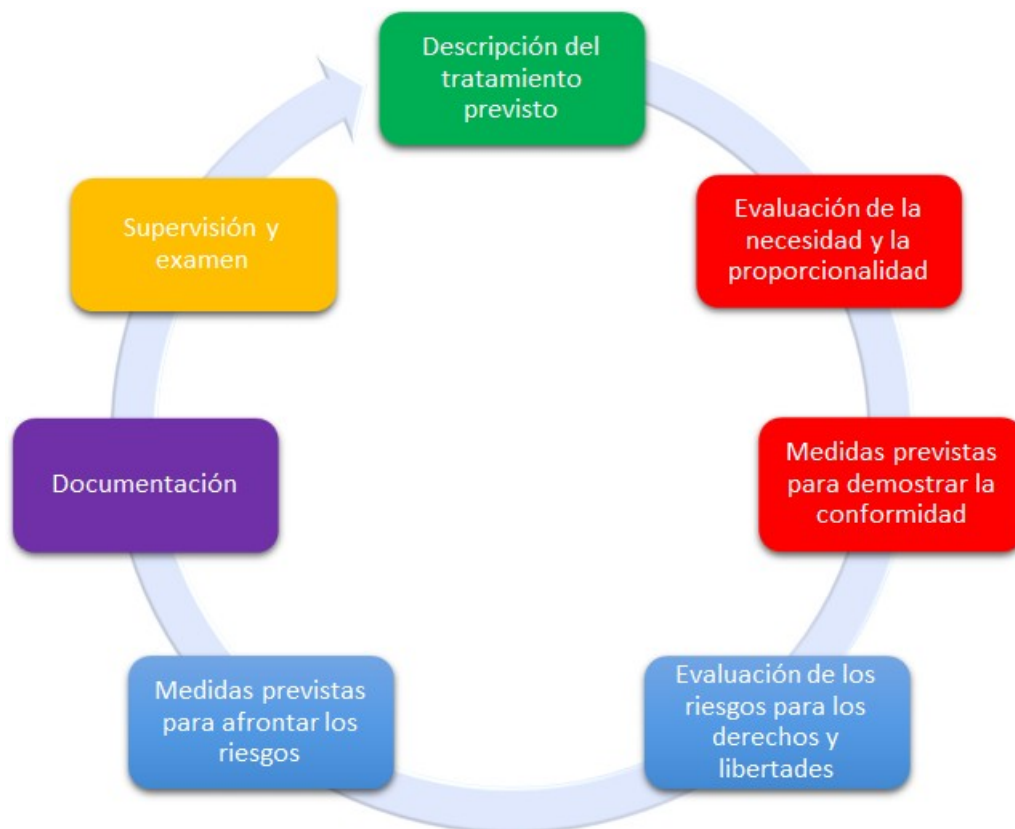 Descripción del
tratamiento
previsto
Evaluación de la
necesidad y la
proporcionalidad
Medidas previstas
para demostrar la
conformidad
Evaluación de los
riesgos para los
derechos y
libertades
Medidas previstas
para afrontar los
riesgos
Documentación
Supervisión y
examen